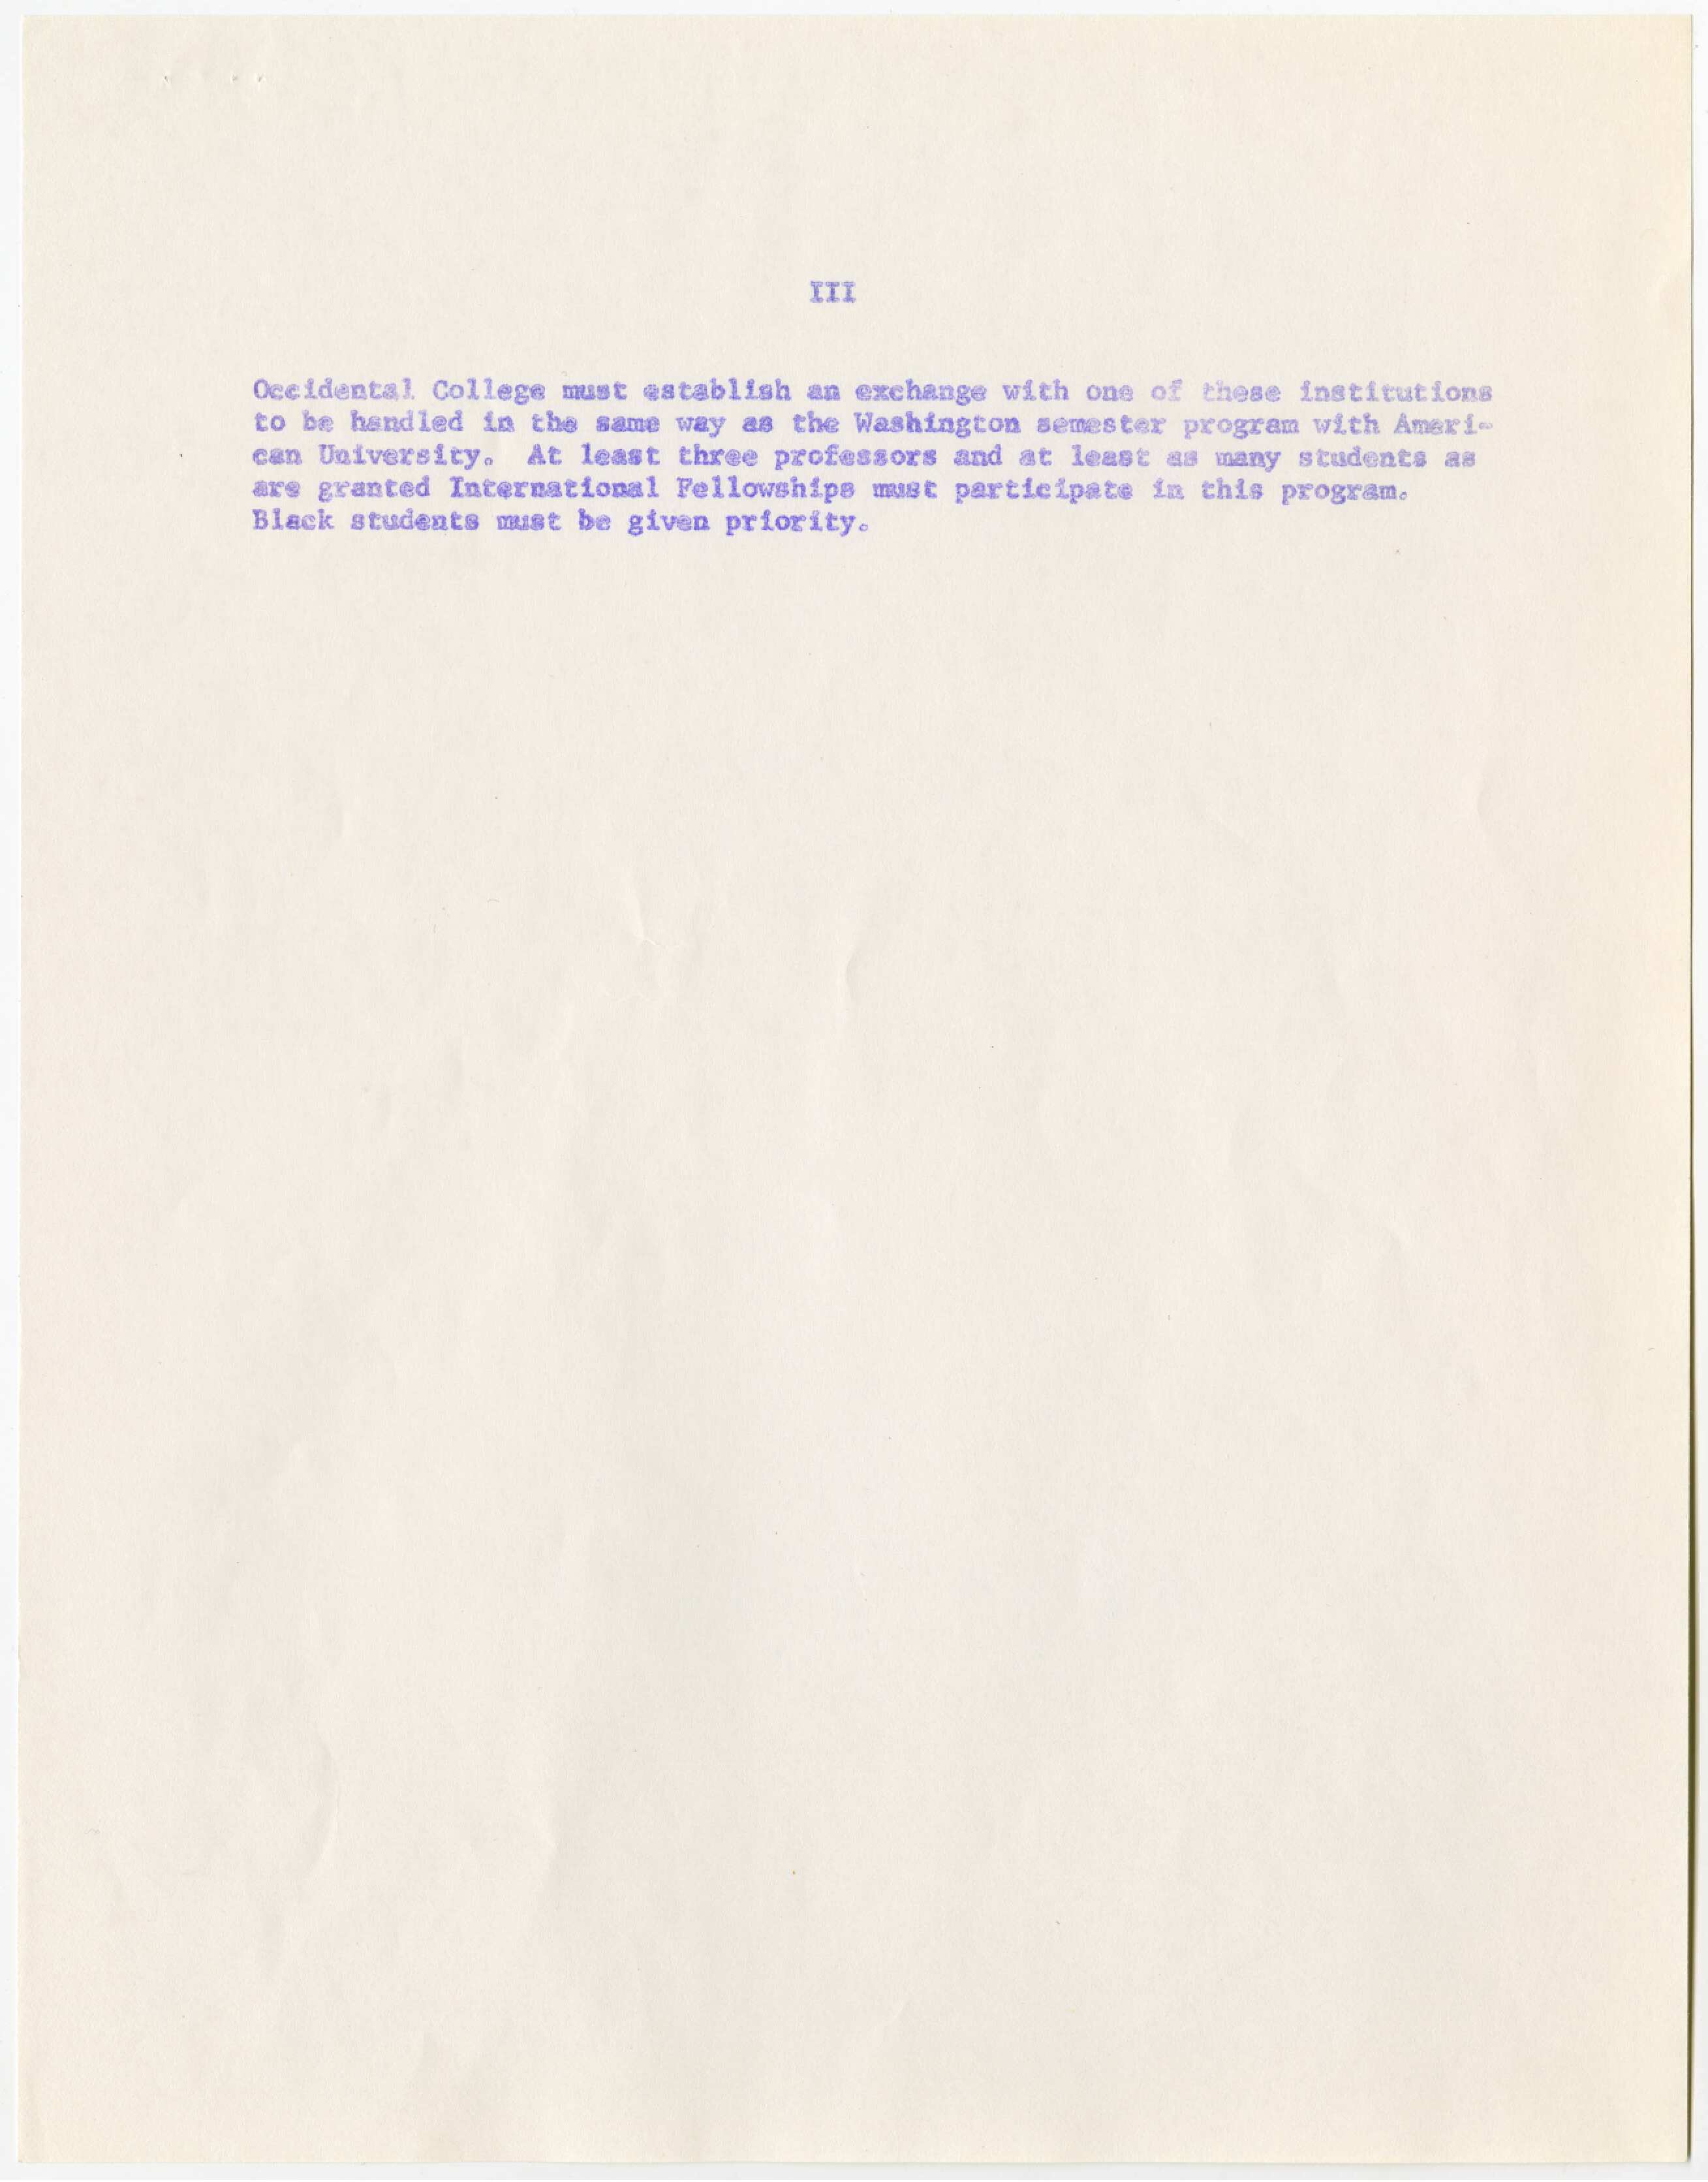 III
Occidental College must establish an exchange with one of these institutions
to be handled in the same way as the Washington semester program with Ameri-
can University. At least three professors and at least as many students as
are granted International Fellowships must participate in this program.
Black students must be given priority.